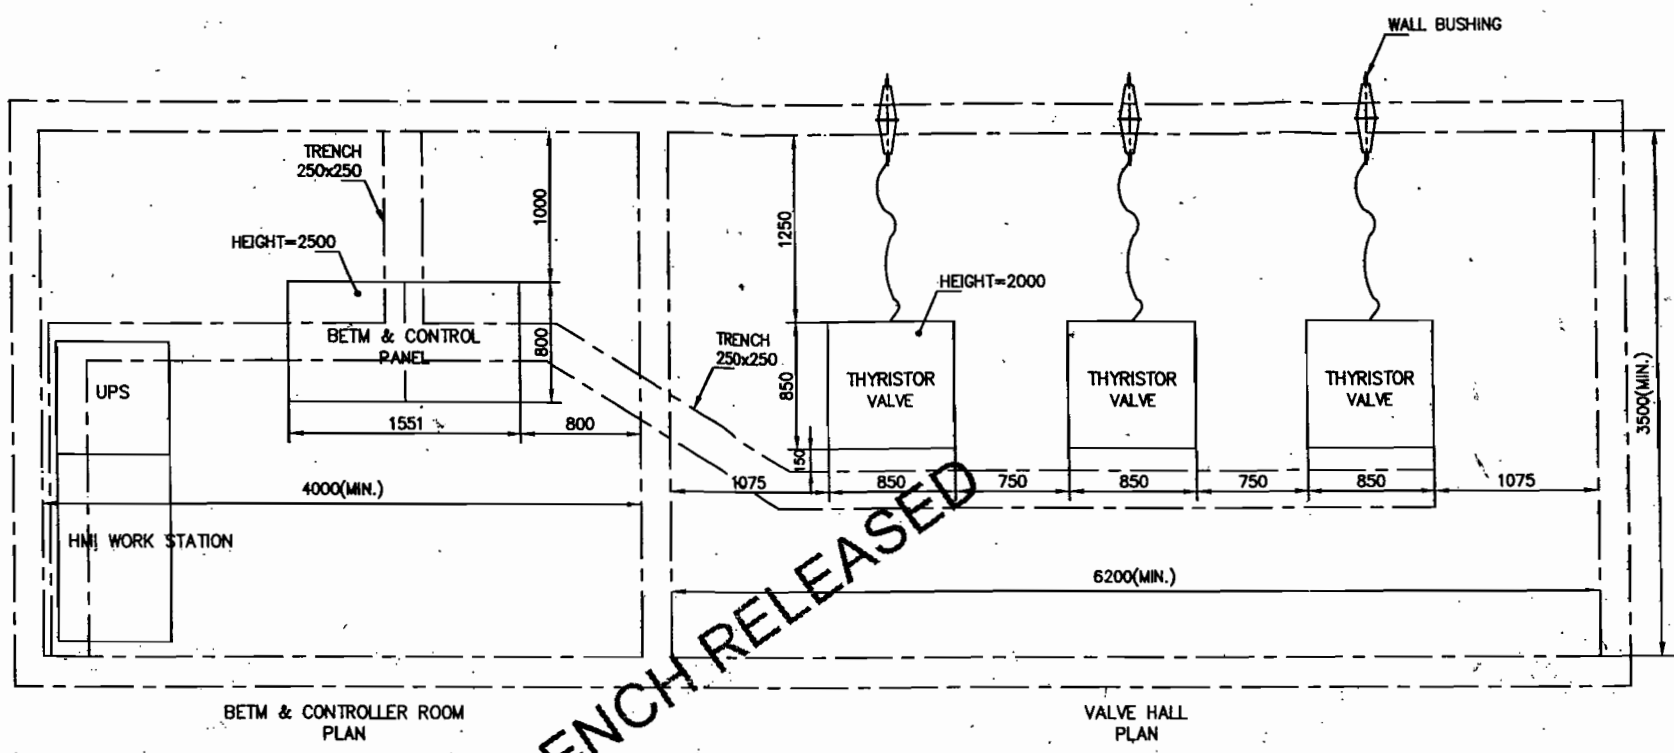 WALL BUSHING
TRENCH
250x250
HEIGHT=2500
1000
BETM & CONTROL
PANEL
800
UPS
1551
800
4000(MIN.)
HMI WORK STATION
1250
HEIGHT=2000
TRENCH
250x250
850
THYRISTOR
VALVE
THYRISTOR
VALVE
THYRISTOR
VALVE
3500(MIN.)
150
1075
850
750
850
750
850
1075
6200(MIN.)
ENCH RELEASED
BETM & CONTROLLER ROOM
PLAN
VALVE HALL
PLAN